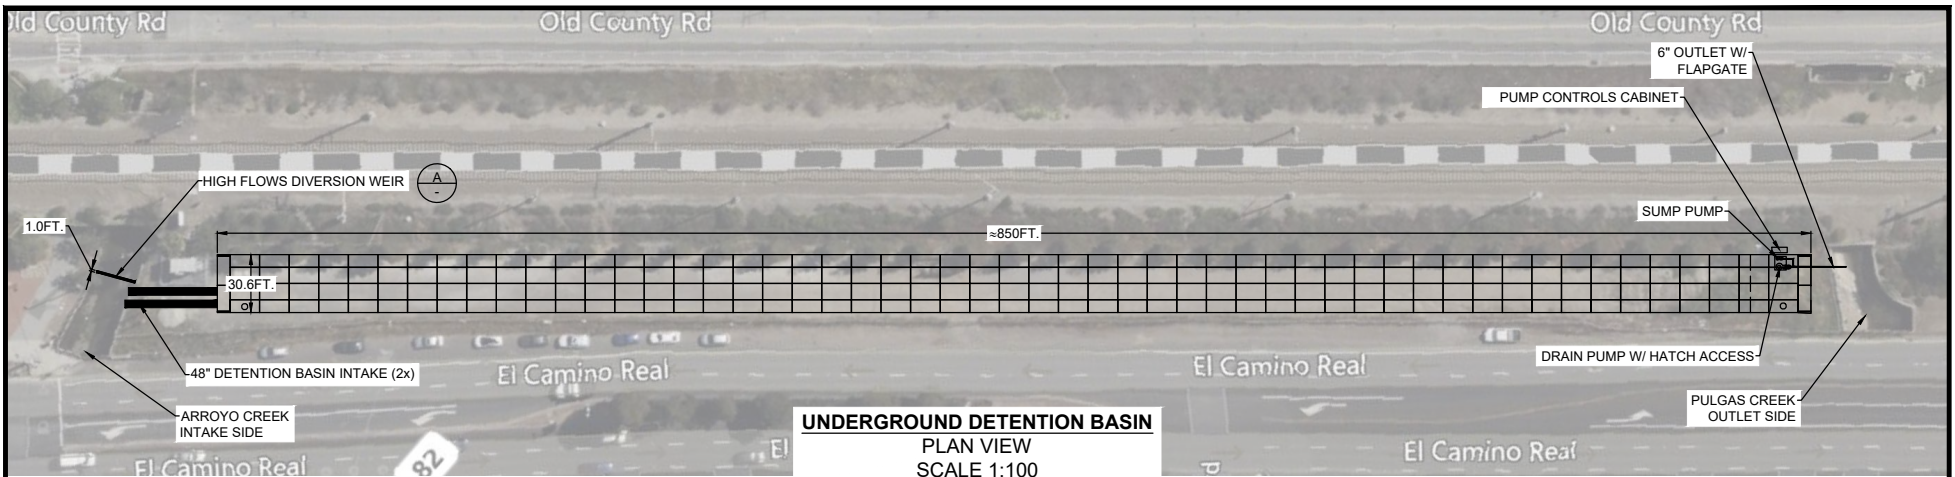 Old County Rd
Old County Rd
Old County Rd
6" OUTLET W/
FLAPGATE
PUMP CONTROLS CABINET
HIGH FLOWS DIVERSION WEIR
A
-
1.0FT.
SUMP PUMP
≈850FT.
30.6FT.
48" DETENTION BASIN INTAKE (2x)
El Camino Real
El Camino Real
DRAIN PUMP W/ HATCH ACCESS
ARROYO CREEK
INTAKE SIDE
PULGAS CREEK
OUTLET SIDE
UNDERGROUND DETENTION BASIN
PLAN VIEW
SCALE 1:100
El Camino Real
82
El
El Camino Real